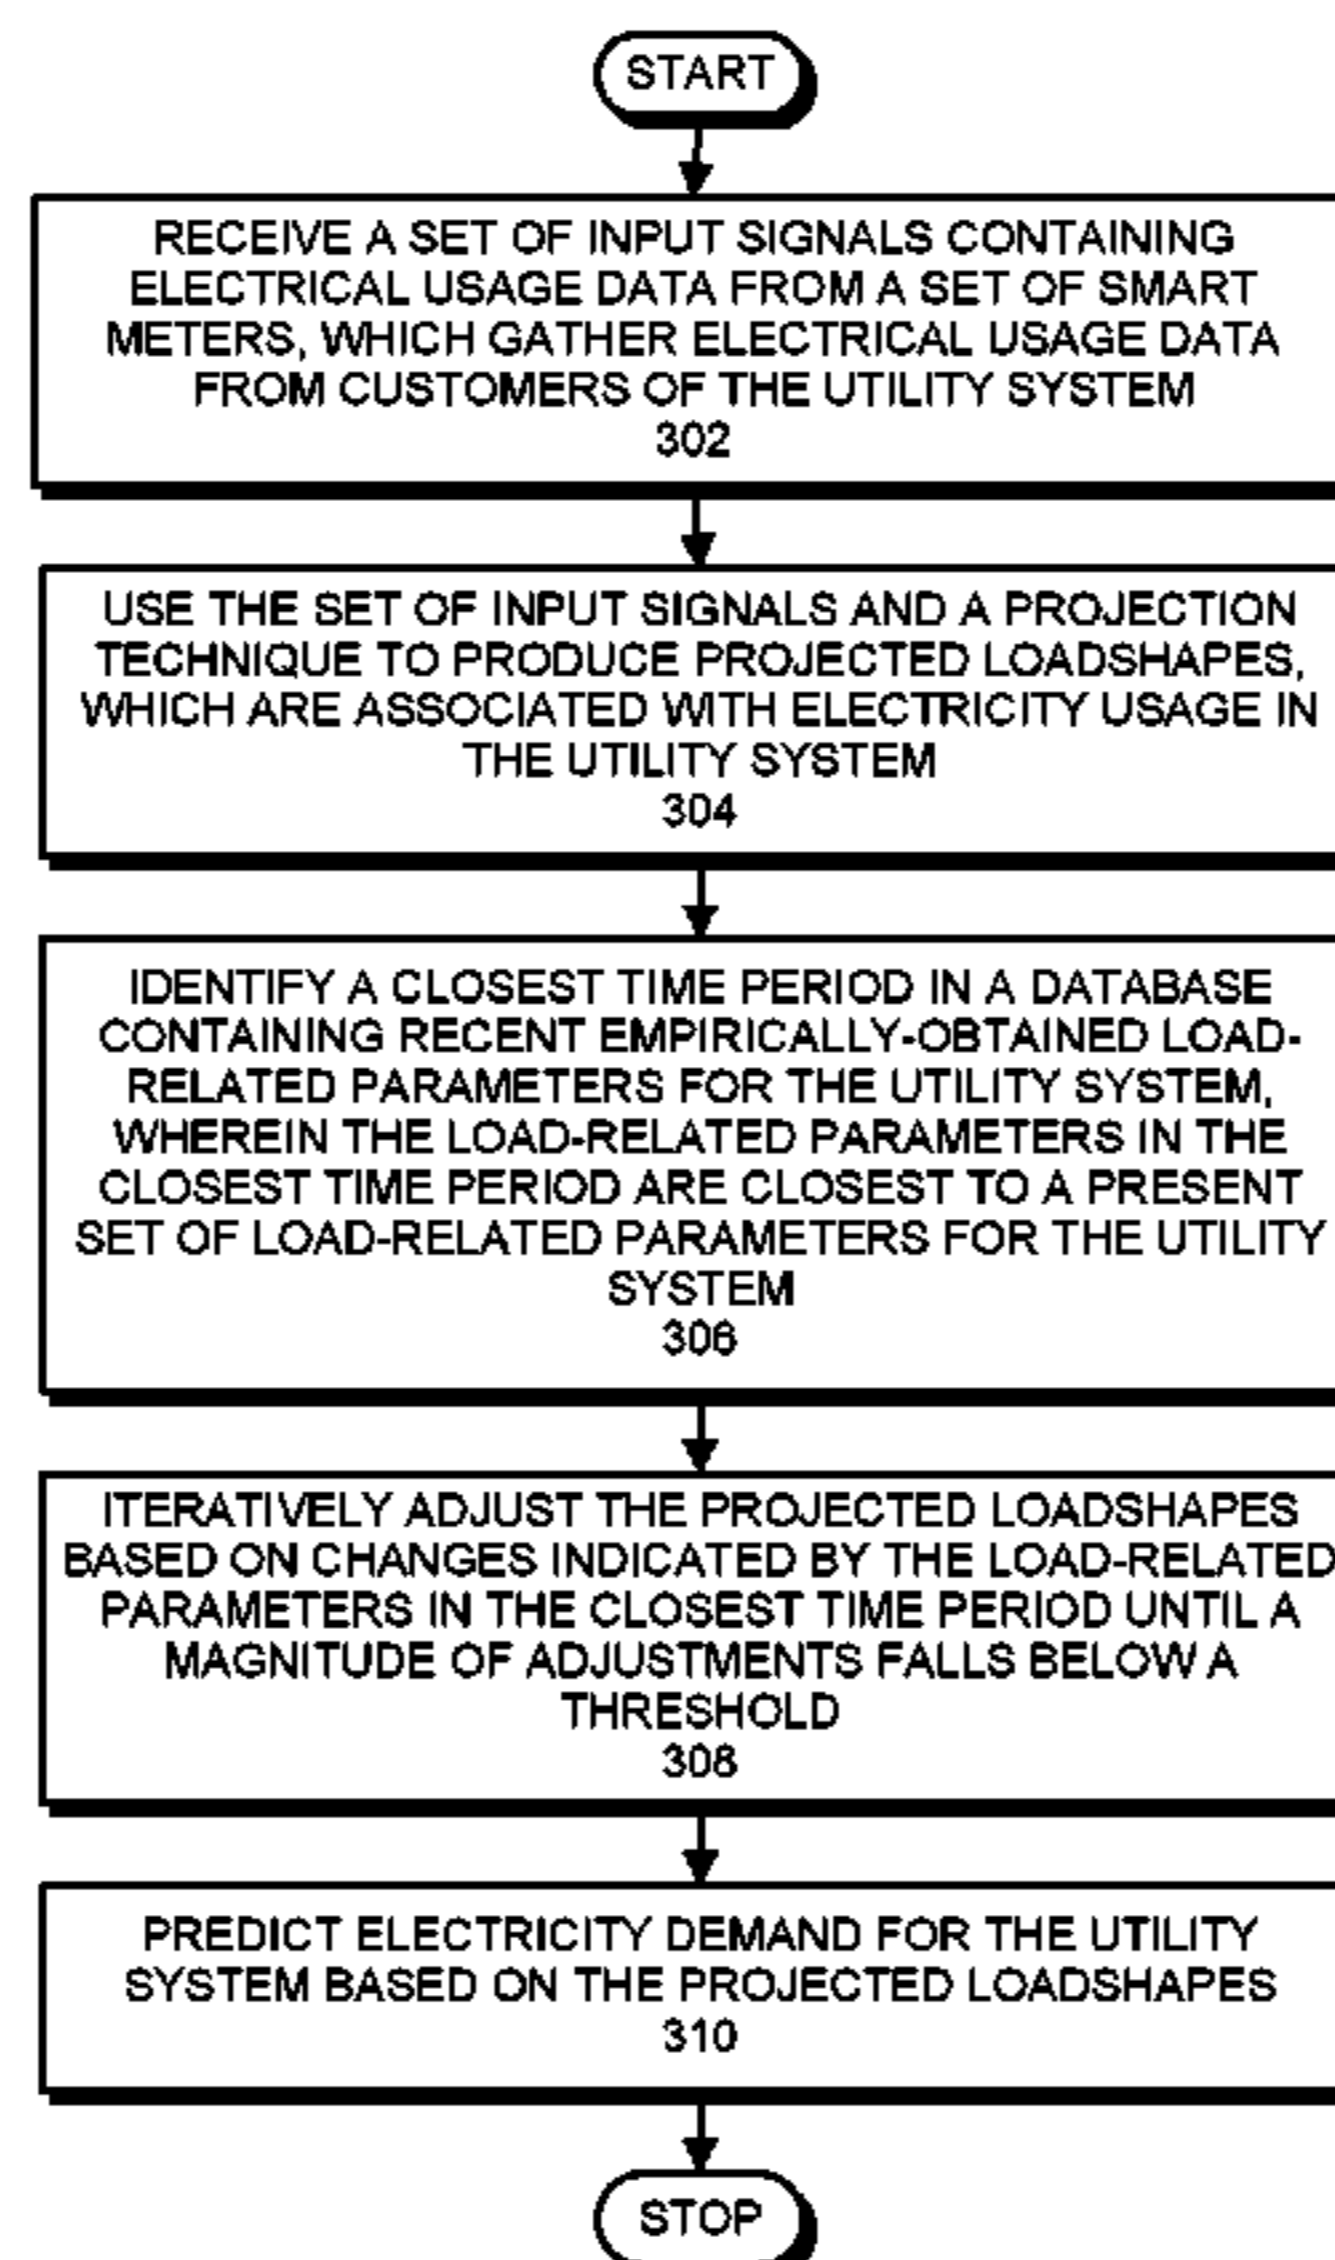 START
RECEIVE A SET OF INPUT SIGNALS CONTAINING
ELECTRICAL USAGE DATA FROM A SET OF SMART
METERS, WHICH GATHER ELECTRICAL USAGE DATA
FROM CUSTOMERS OF THE UTILITY SYSTEM
302
USE THE SET OF INPUT SIGNALS AND A PROJECTION
TECHNIQUE TO PRODUCE PROJECTED LOADSHAPES,
WHICH ARE ASSOCIATED WITH ELECTRICITY USAGE IN
THE UTILITY SYSTEM
304
IDENTIFY A CLOSEST TIME PERIOD IN A DATABASE
CONTAINING RECENT EMPIRICALLY-OBTAINED LOAD-
RELATED PARAMETERS FOR THE UTILITY SYSTEM,
WHEREIN THE LOAD-RELATED PARAMETERS IN THE
CLOSEST TIME PERIOD ARE CLOSEST TO A PRESENT
SET OF LOAD-RELATED PARAMETERS FOR THE UTILITY
SYSTEM
306
ITERATIVELY ADJUST THE PROJECTED LOADSHAPES
BASED ON CHANGES INDICATED BY THE LOAD-RELATED
PARAMETERS IN THE CLOSEST TIME PERIOD UNTIL A
MAGNITUDE OF ADJUSTMENTS FALLS BELOW A
THRESHOLD
308
PREDICT ELECTRICITY DEMAND FOR THE UTILITY
SYSTEM BASED ON THE PROJECTED LOADSHAPES
310
STOP